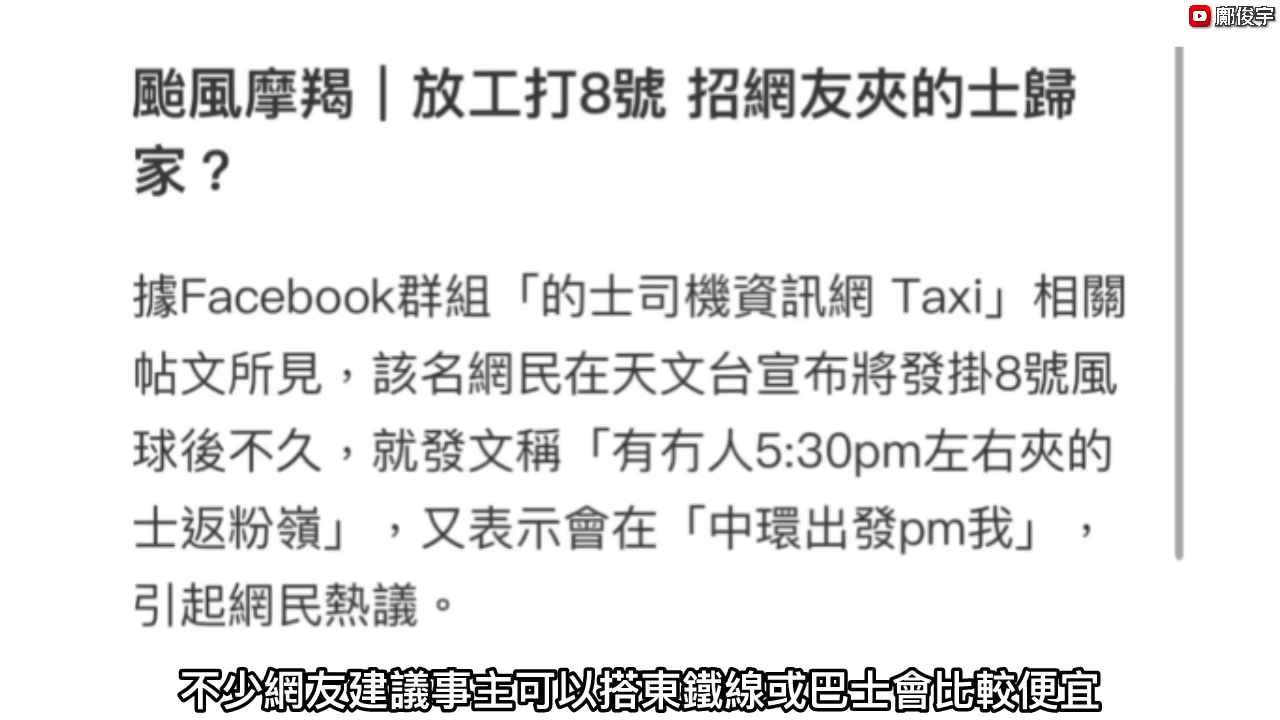 鄺俊宇
颱風摩羯｜放工打8號 招網友夾的士歸
家？
據Facebook群組「的士司機資訊網 Taxi」相關
帖文所見，該名網民在天文台宣布將發掛8號風
球後不久，就發文稱「有冇人5:30pm左右夾的
士返粉嶺」，又表示會在「中環出發pm我」，
引起網民熱議。
不少網友建議事主可以搭東鐵線或巴士會比較便宜